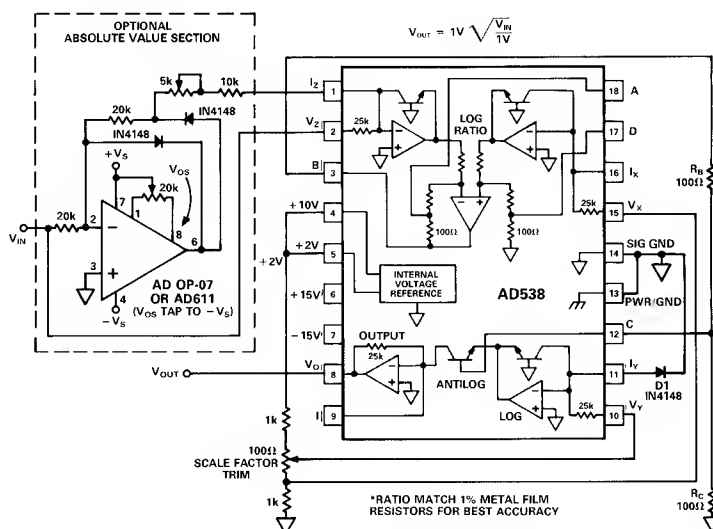 OPTIONAL
ABSOLUTE VALUE SECTION
V_OUT = 1V √(V_IN/1V)
5k
10k
20k
IN4148
IN4148
+V_S
V_OS
20k
7
1
8
20k
2
6
V_IN
3
4
AD OP-07
OR AD611
(V_OS TAP TO −V_S)
−V_S
I_Z
1
V_Z
2
25k
B
3
+10V
4
+2V
5
+2V
+15V
6
−15V
7
V_OUT
V_O
8
I
9
LOG
RATIO
100Ω
100Ω
INTERNAL
VOLTAGE
REFERENCE
AD538
OUTPUT
25k
ANTILOG
LOG
25k
25k
18
A
17
D
16
I_X
15
V_X
14
SIG GND
13
PWR/GND
12
C
11
I_Y
10
V_Y
D1
IN4148
R_B
100Ω
R_C
100Ω
1k
100Ω
SCALE FACTOR
TRIM
1k
*RATIO MATCH 1% METAL FILM
RESISTORS FOR BEST ACCURACY